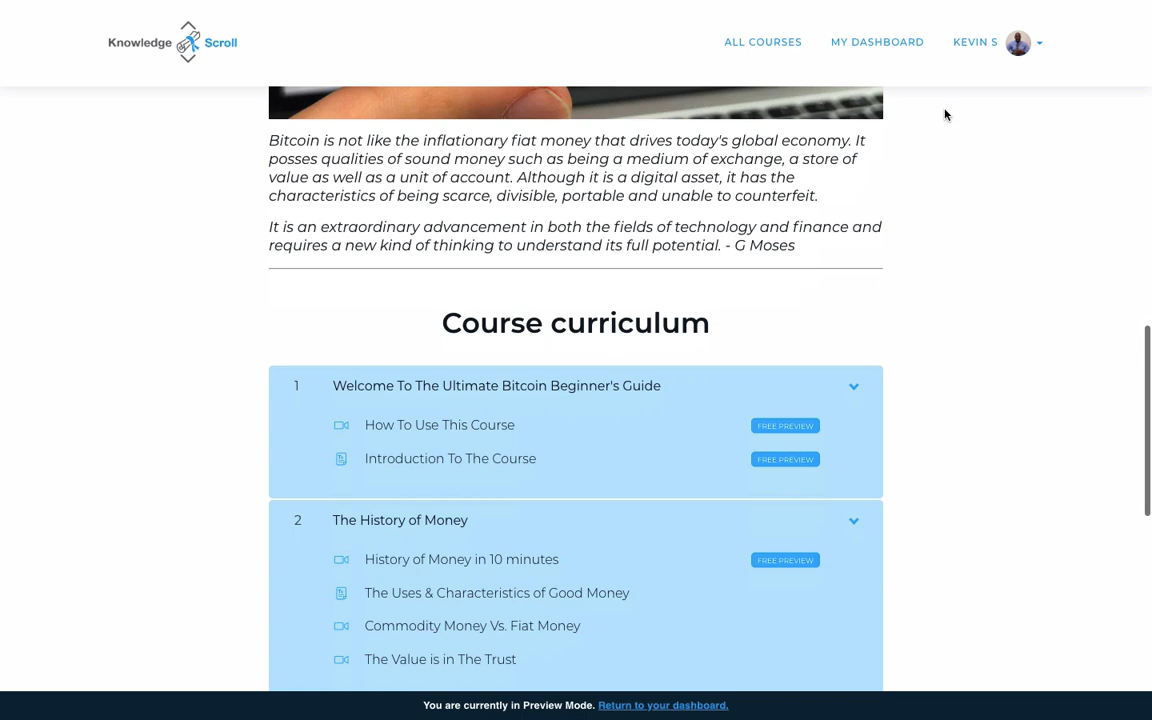 Knowledge Scroll
ALL COURSES MY DASHBOARD KEVIN S
Bitcoin is not like the inflationary fiat money that drives today's global economy. It
posses qualities of sound money such as being a medium of exchange, a store of
value as well as a unit of account. Although it is a digital asset, it has the
characteristics of being scarce, divisible, portable and unable to counterfeit.
It is an extraordinary advancement in both the fields of technology and finance and
requires a new kind of thinking to understand its full potential. - G Moses
Course curriculum
1 Welcome To The Ultimate Bitcoin Beginner's Guide
How To Use This Course FREE PREVIEW
Introduction To The Course FREE PREVIEW
2 The History of Money
History of Money in 10 minutes FREE PREVIEW
The Uses & Characteristics of Good Money
Commodity Money Vs. Fiat Money
The Value is in The Trust
You are currently in Preview Mode. Return to your dashboard.